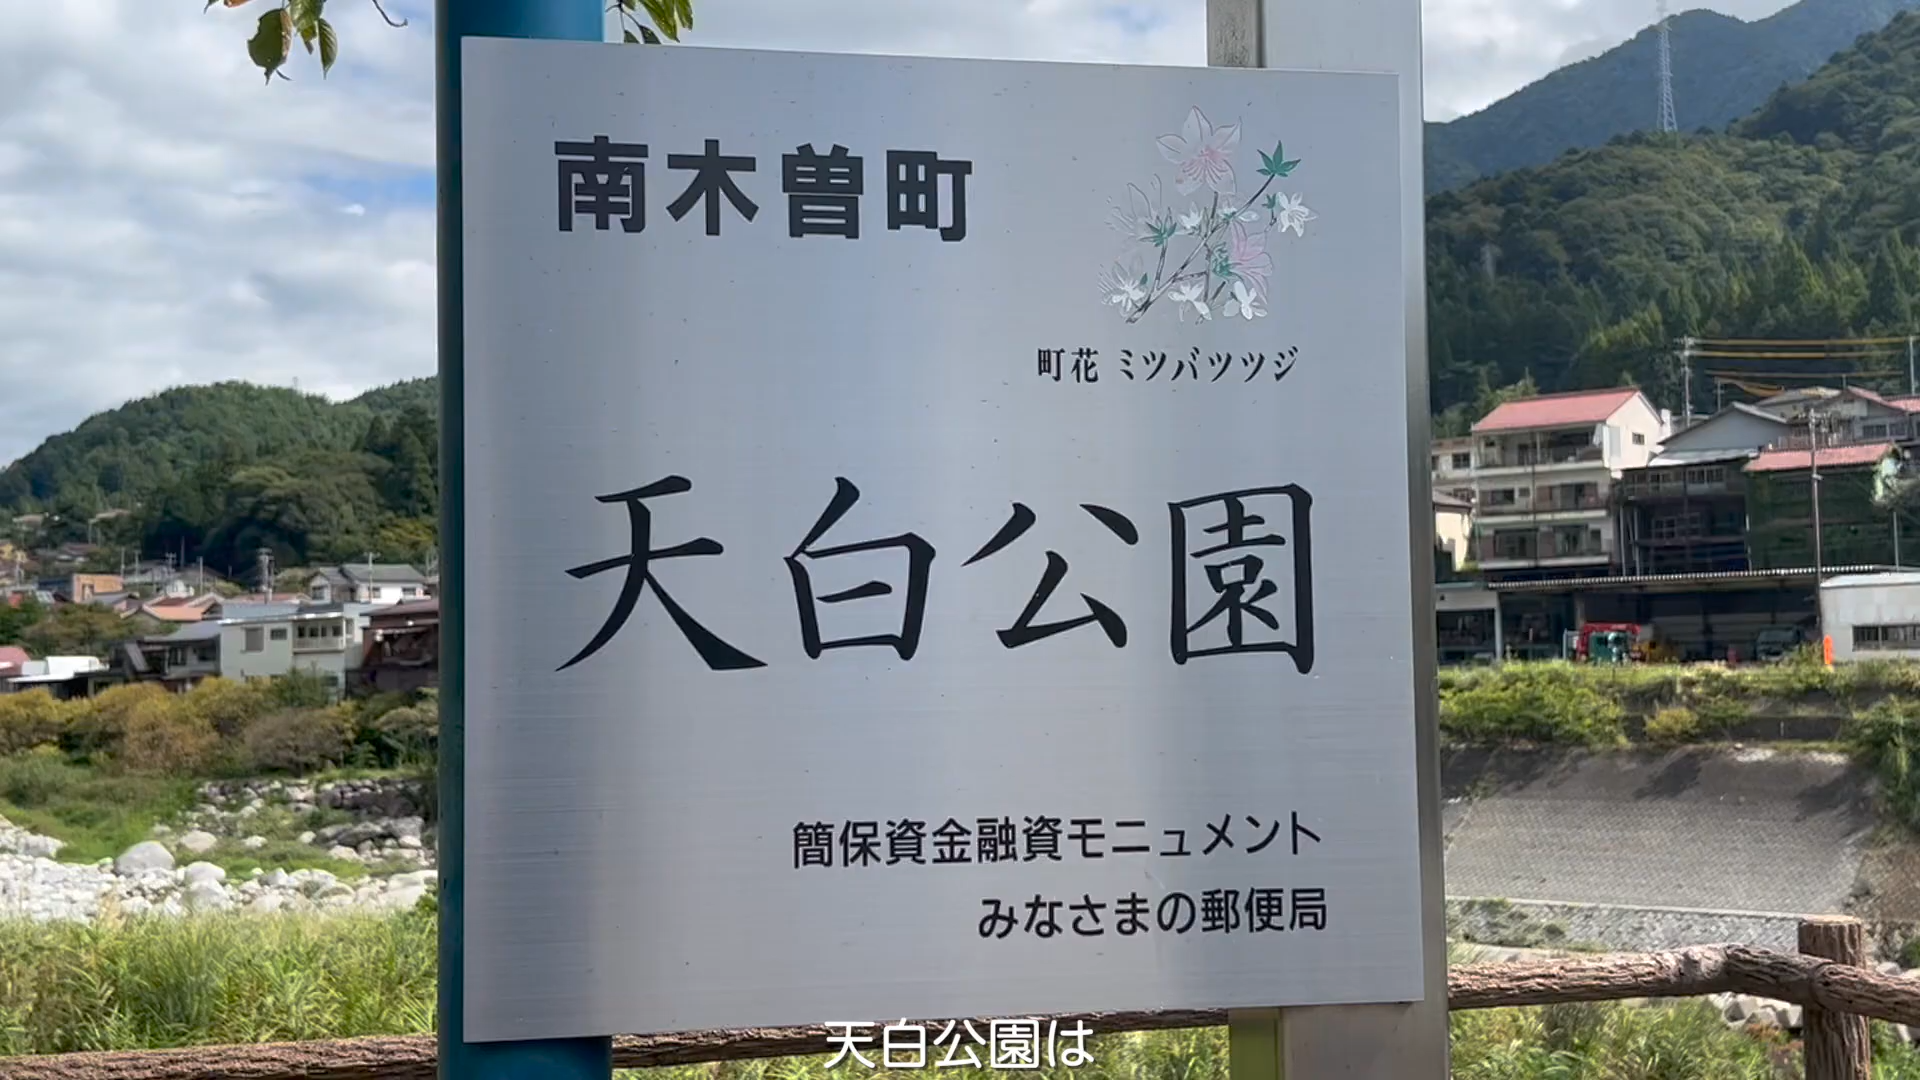 南木曽町
町花 ミツバツツジ
天白公園
簡保資金融資モニュメント
みなさまの郵便局
天白公園は